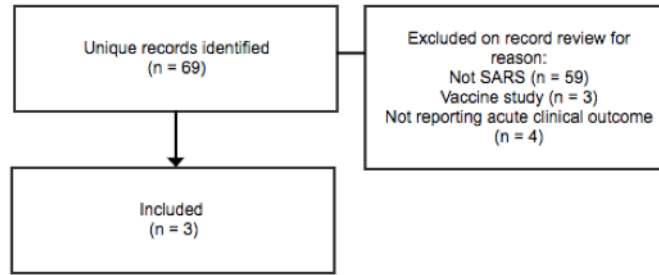 Unique records identified
(n = 69)
Excluded on record review for
reason:
Not SARS (n = 59)
Vaccine study (n = 3)
Not reporting acute clinical outcome
(n = 4)
Included
(n = 3)